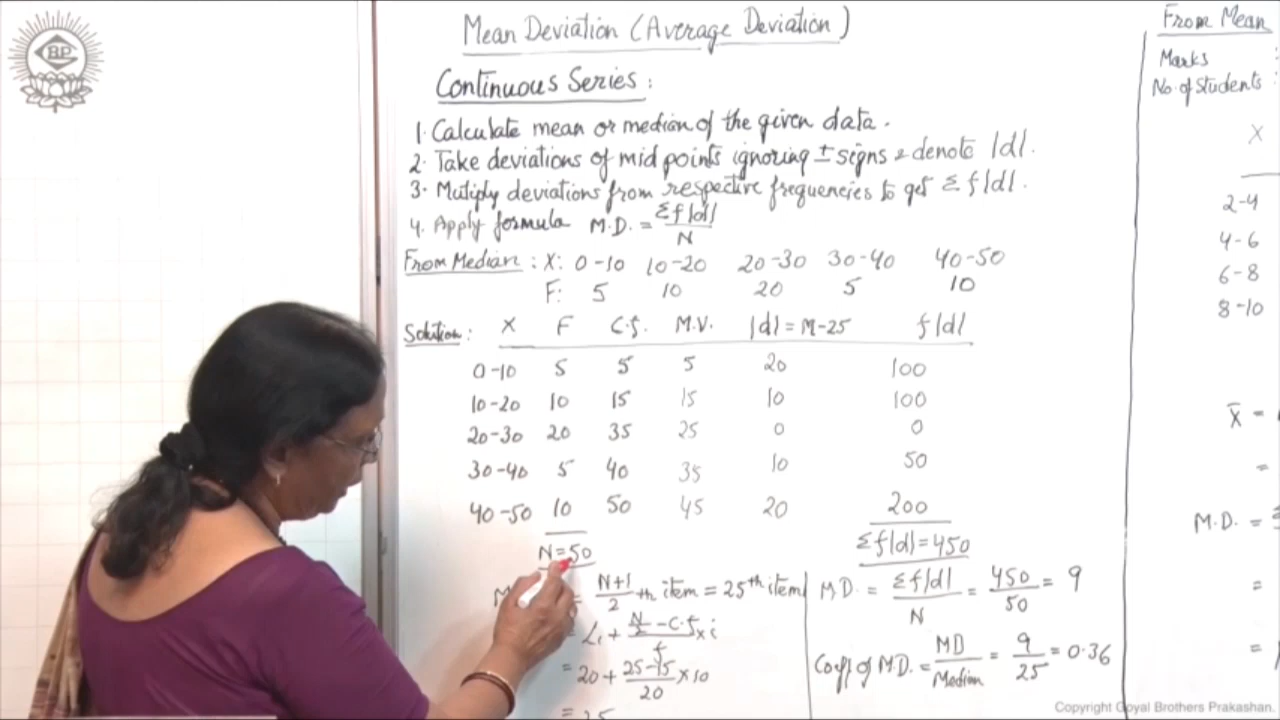 GBP
Mean Deviation (Average Deviation)
Continuous Series :
1. Calculate mean or median of the given data.
2. Take deviations of mid points ignoring ± signs & denote |d|.
3. Mutiply deviations from respective frequencies to get Σf|d|.
4. Apply formula M.D. = Σf|d| / N
From Median : X: 0-10 10-20 20-30 30-40 40-50
F: 5 10 20 5 10
Solution : X F C.f. M.V. |d| = M-25 f|d|
0-10 5 5 5 20 100
10-20 10 15 15 10 100
20-30 20 35 25 0 0
30-40 5 40 35 10 50
40-50 10 50 45 20 200
N=50 Σf|d|=450
M = N+1 / 2 th item = 25th item
= L1 + N/2 - C.f / f × i
= 20 + 25-15 / 20 × 10
= 25
M.D. = Σf|d| / N = 450 / 50 = 9
Coeff of M.D. = MD / Median = 9 / 25 = 0.36
From Mean
Marks :
No. of Students :
X
2-4
4-6
6-8
8-10
X̄ =
=
M.D. =
=
=
Copyright Goyal Brothers Prakashan.